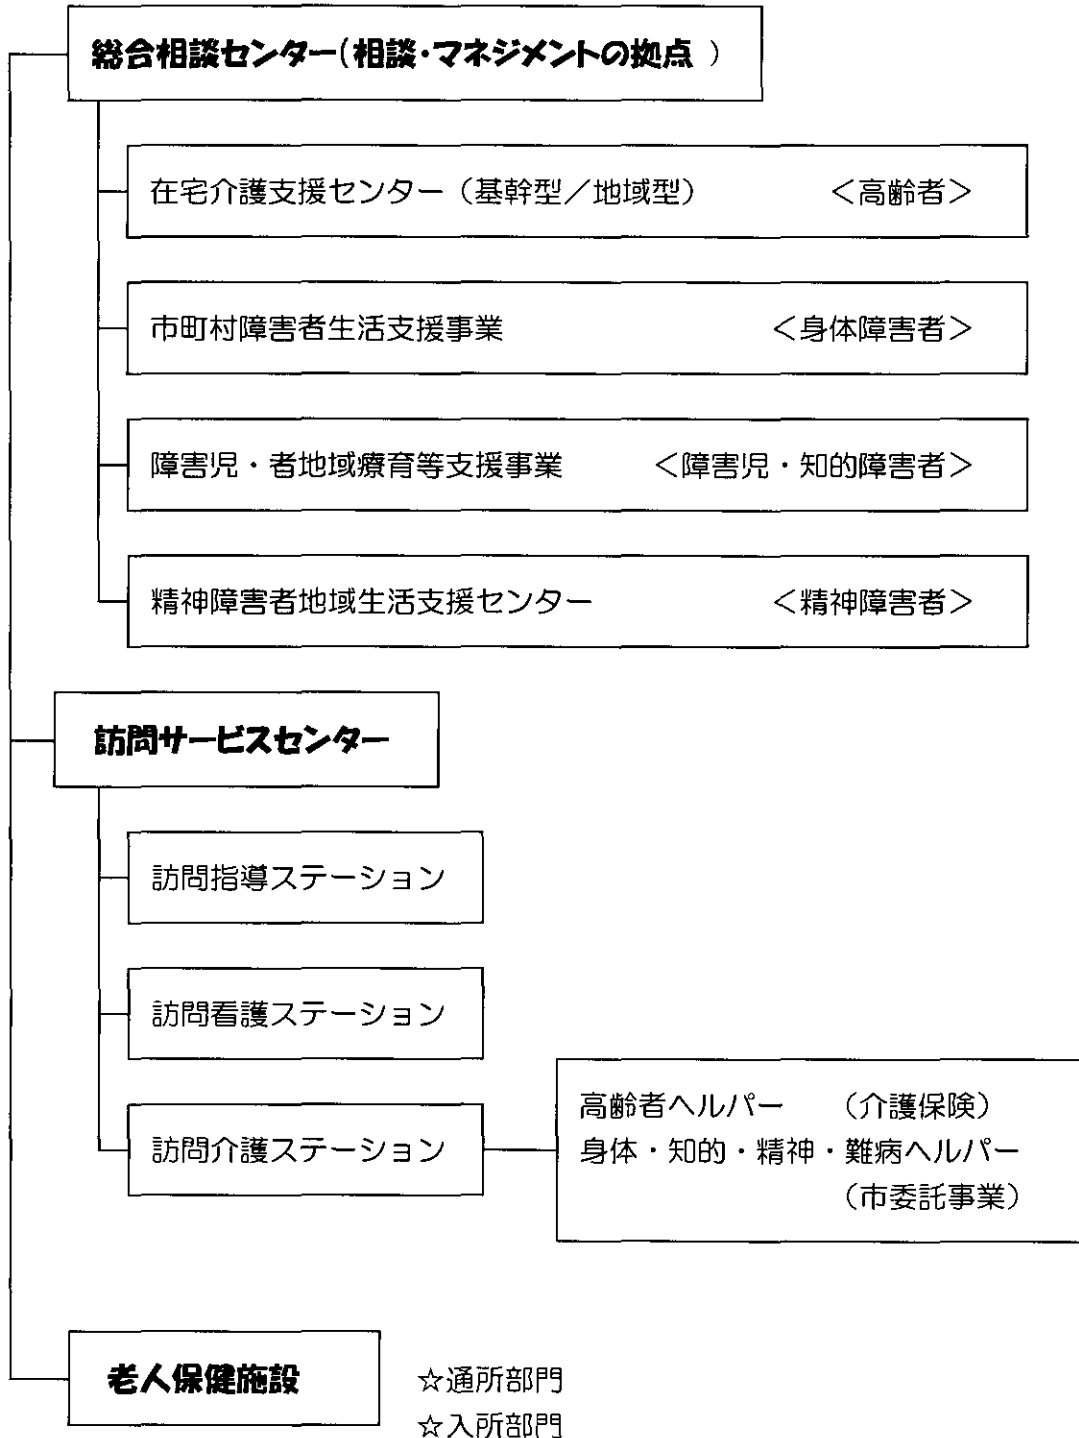 総合相談センター(相談・マネジメントの拠点 )
在宅介護支援センター（基幹型／地域型） ＜高齢者＞
市町村障害者生活支援事業 ＜身体障害者＞
障害児・者地域療育等支援事業 ＜障害児・知的障害者＞
精神障害者地域生活支援センター ＜精神障害者＞
訪問サービスセンター
訪問指導ステーション
訪問看護ステーション
訪問介護ステーション
高齢者ヘルパー （介護保険）
身体・知的・精神・難病ヘルパー
（市委託事業）
老人保健施設
☆通所部門
☆入所部門